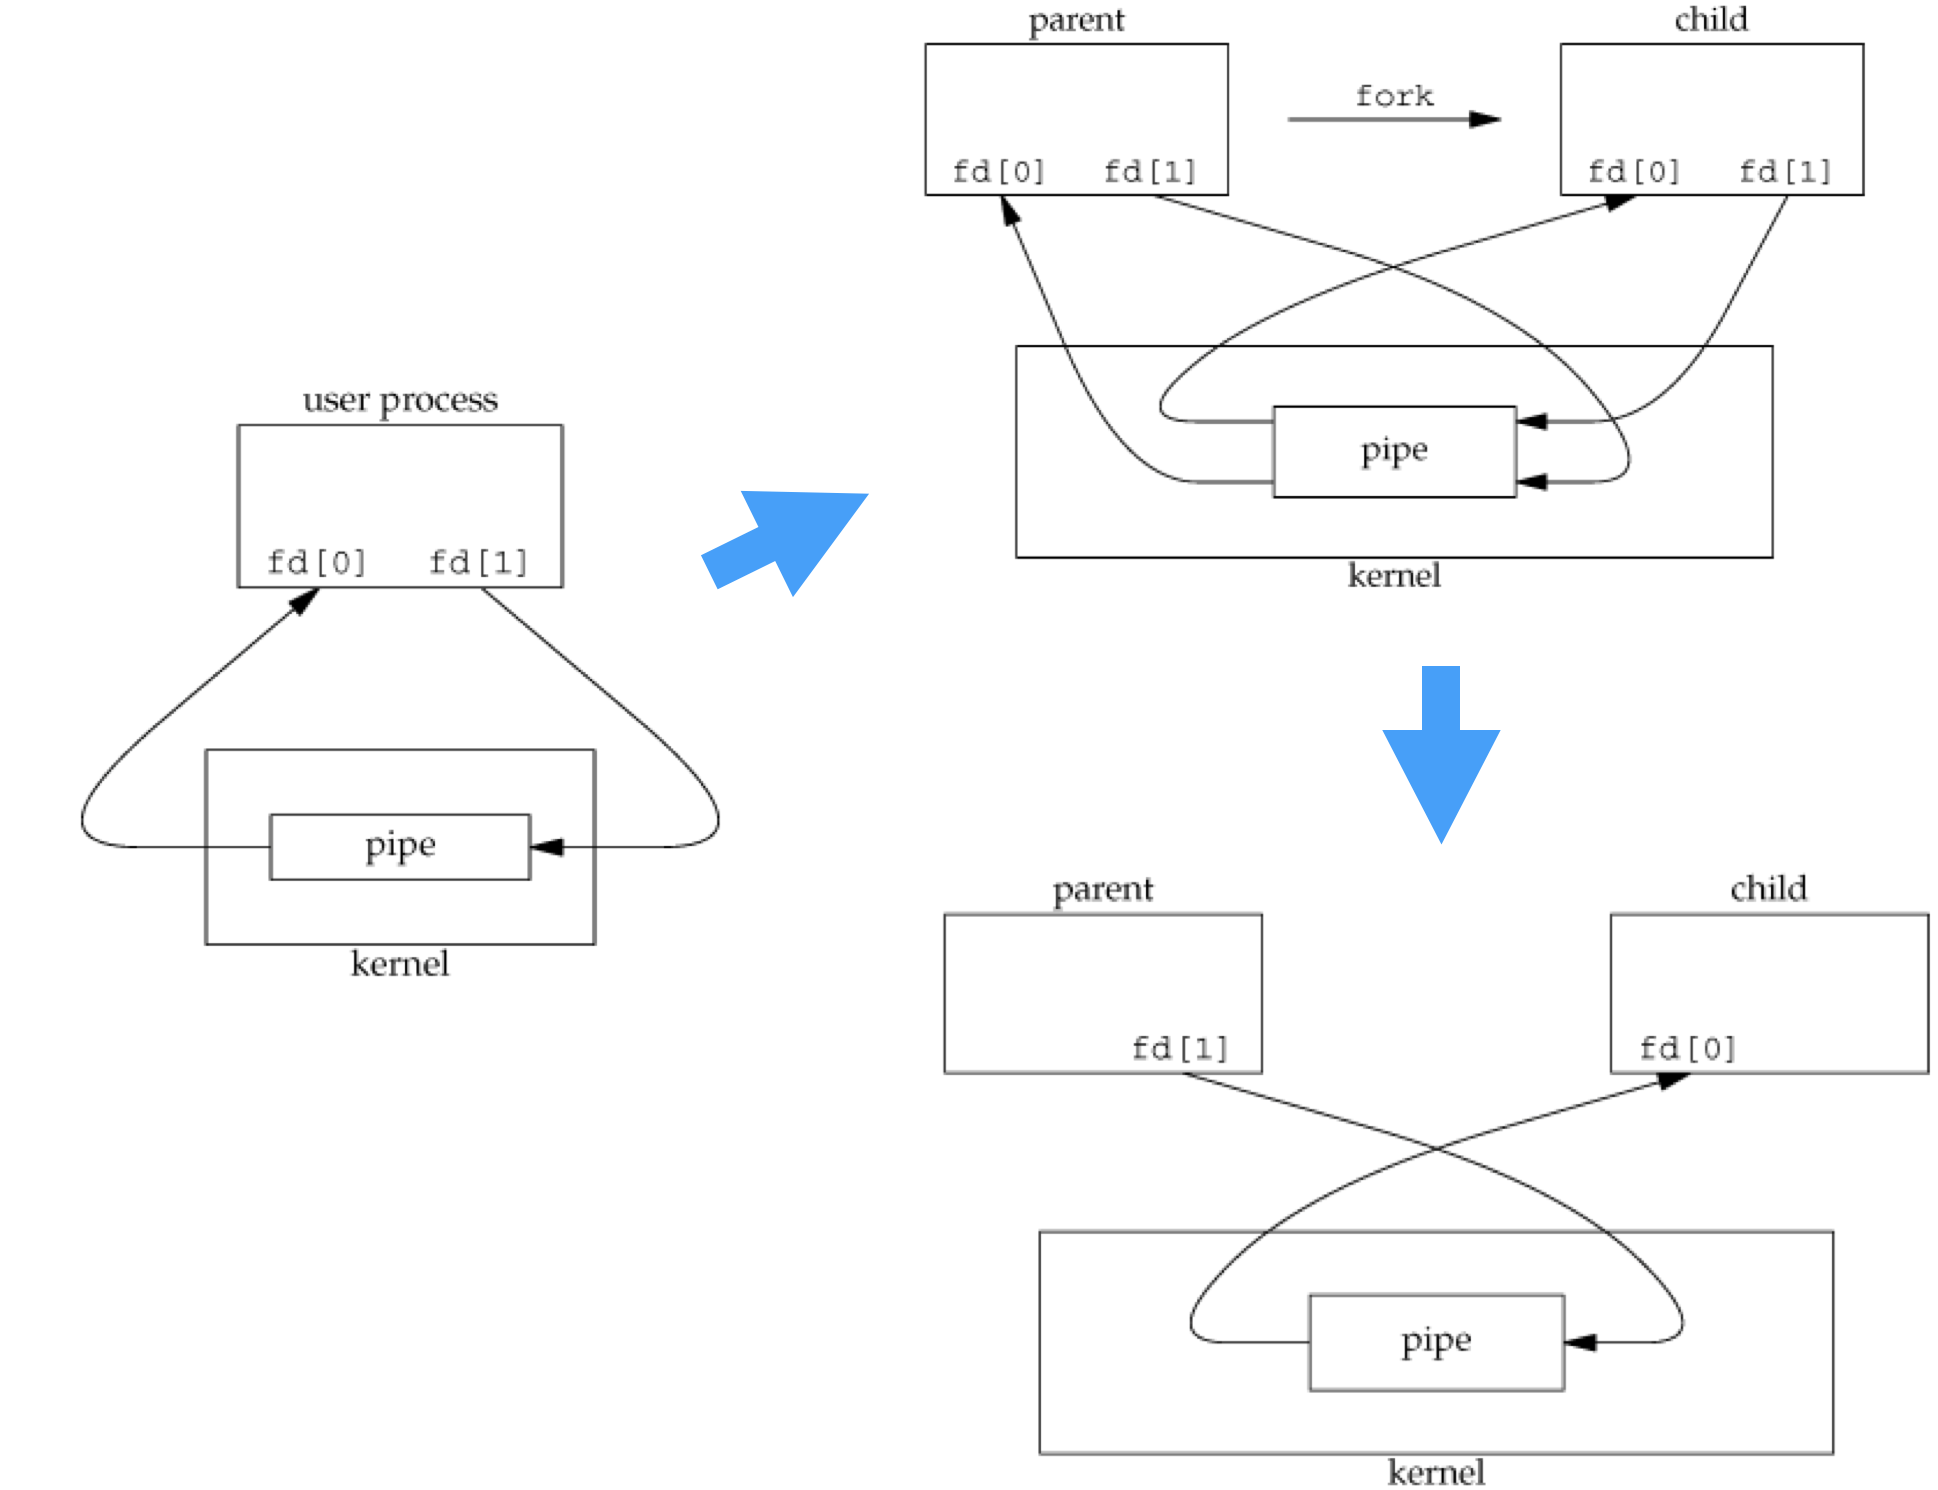 user process
fd[0] fd[1]
pipe
kernel
parent child
fork
fd[0] fd[1] fd[0] fd[1]
pipe
kernel
parent child
fd[1] fd[0]
pipe
kernel